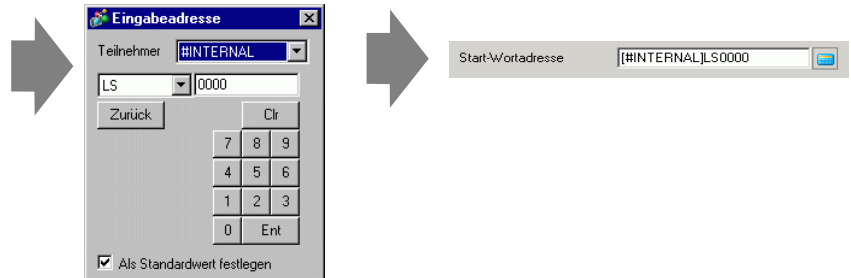 Eingabeadresse
Teilnehmer #INTERNAL
LS 0000
Zurück Clr
7 8 9
4 5 6
1 2 3
0 Ent
Als Standardwert festlegen
Start-Wortadresse [#INTERNAL]LS0000